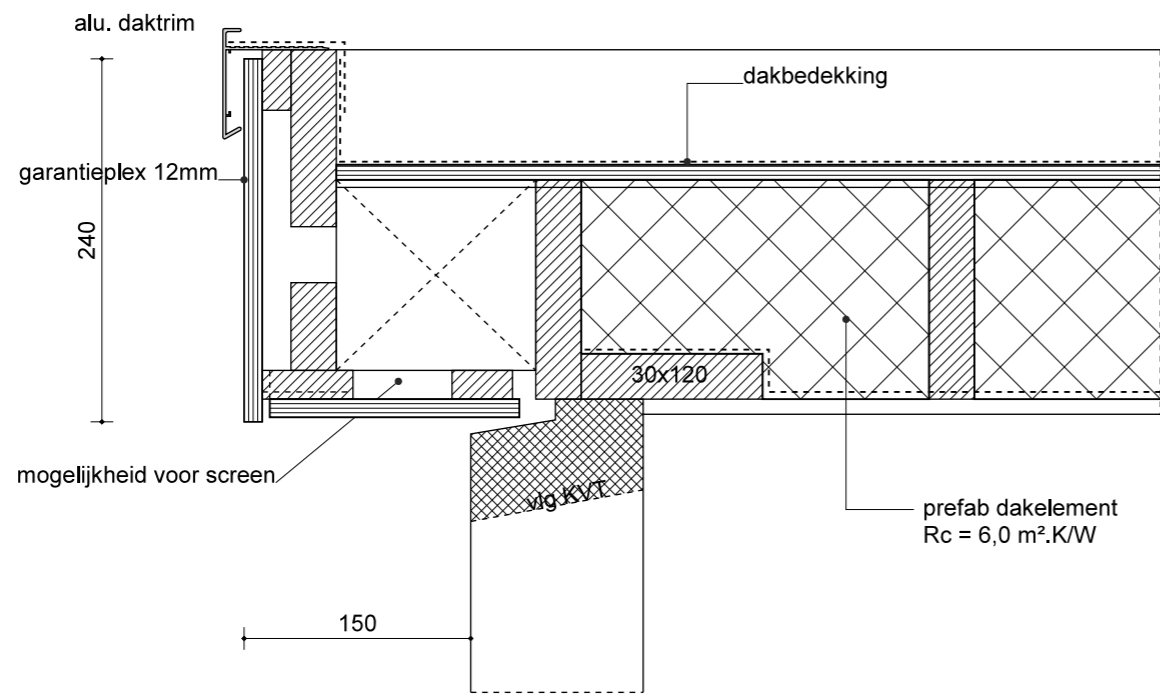 alu. daktrim
dakbedekking
garantieplex 12mm
240
30x120
mogelijkheid voor screen
vlg KVT
prefab dakelement
Rc = 6,0 m².K/W
150